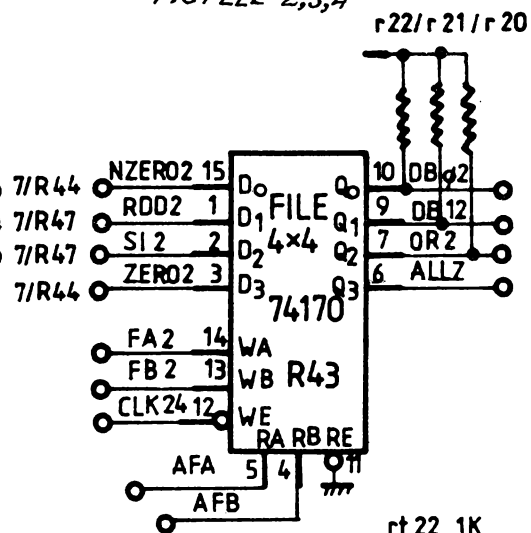 r22/r21/r20
7/R44 NZERO2 15 D0 FILE Q0 10 DBφ2
7/R47 RDD2 1 D1 4×4 Q1 9 DB12
7/R47 SI2 2 D2 Q2 7 OR2
7/R44 ZERO2 3 D3 Q3 6 ALLZ
74170
FA2 14 WA
FB2 13 WB R43
CLK24 12 WE
RA RB RE
AFA 5 4 11
AFB
rt 22 1K